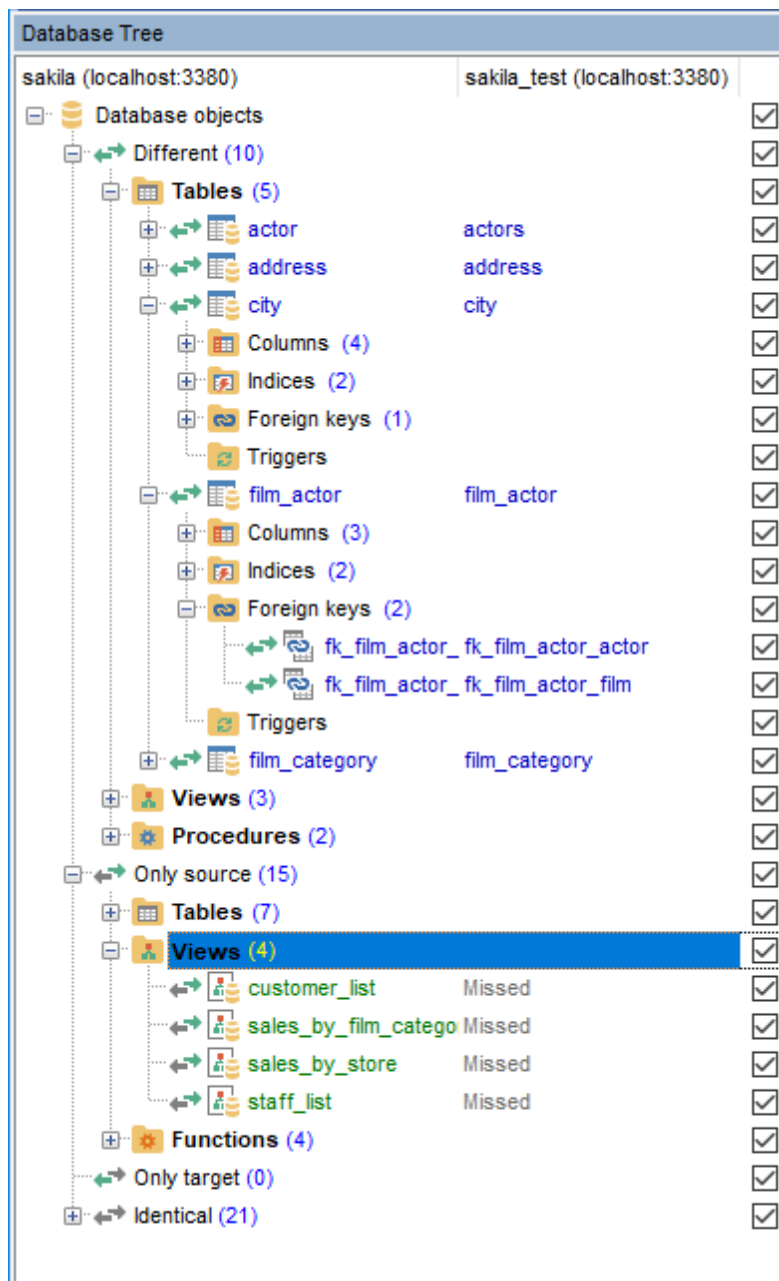 Database Tree
sakila (localhost:3380) sakila_test (localhost:3380)
Database objects
Different (10)
Tables (5)
actor actors
address address
city city
Columns (4)
Indices (2)
Foreign keys (1)
Triggers
film_actor film_actor
Columns (3)
Indices (2)
Foreign keys (2)
fk_film_actor_ fk_film_actor_actor
fk_film_actor_ fk_film_actor_film
Triggers
film_category film_category
Views (3)
Procedures (2)
Only source (15)
Tables (7)
Views (4)
customer_list Missed
sales_by_film_catego Missed
sales_by_store Missed
staff_list Missed
Functions (4)
Only target (0)
Identical (21)